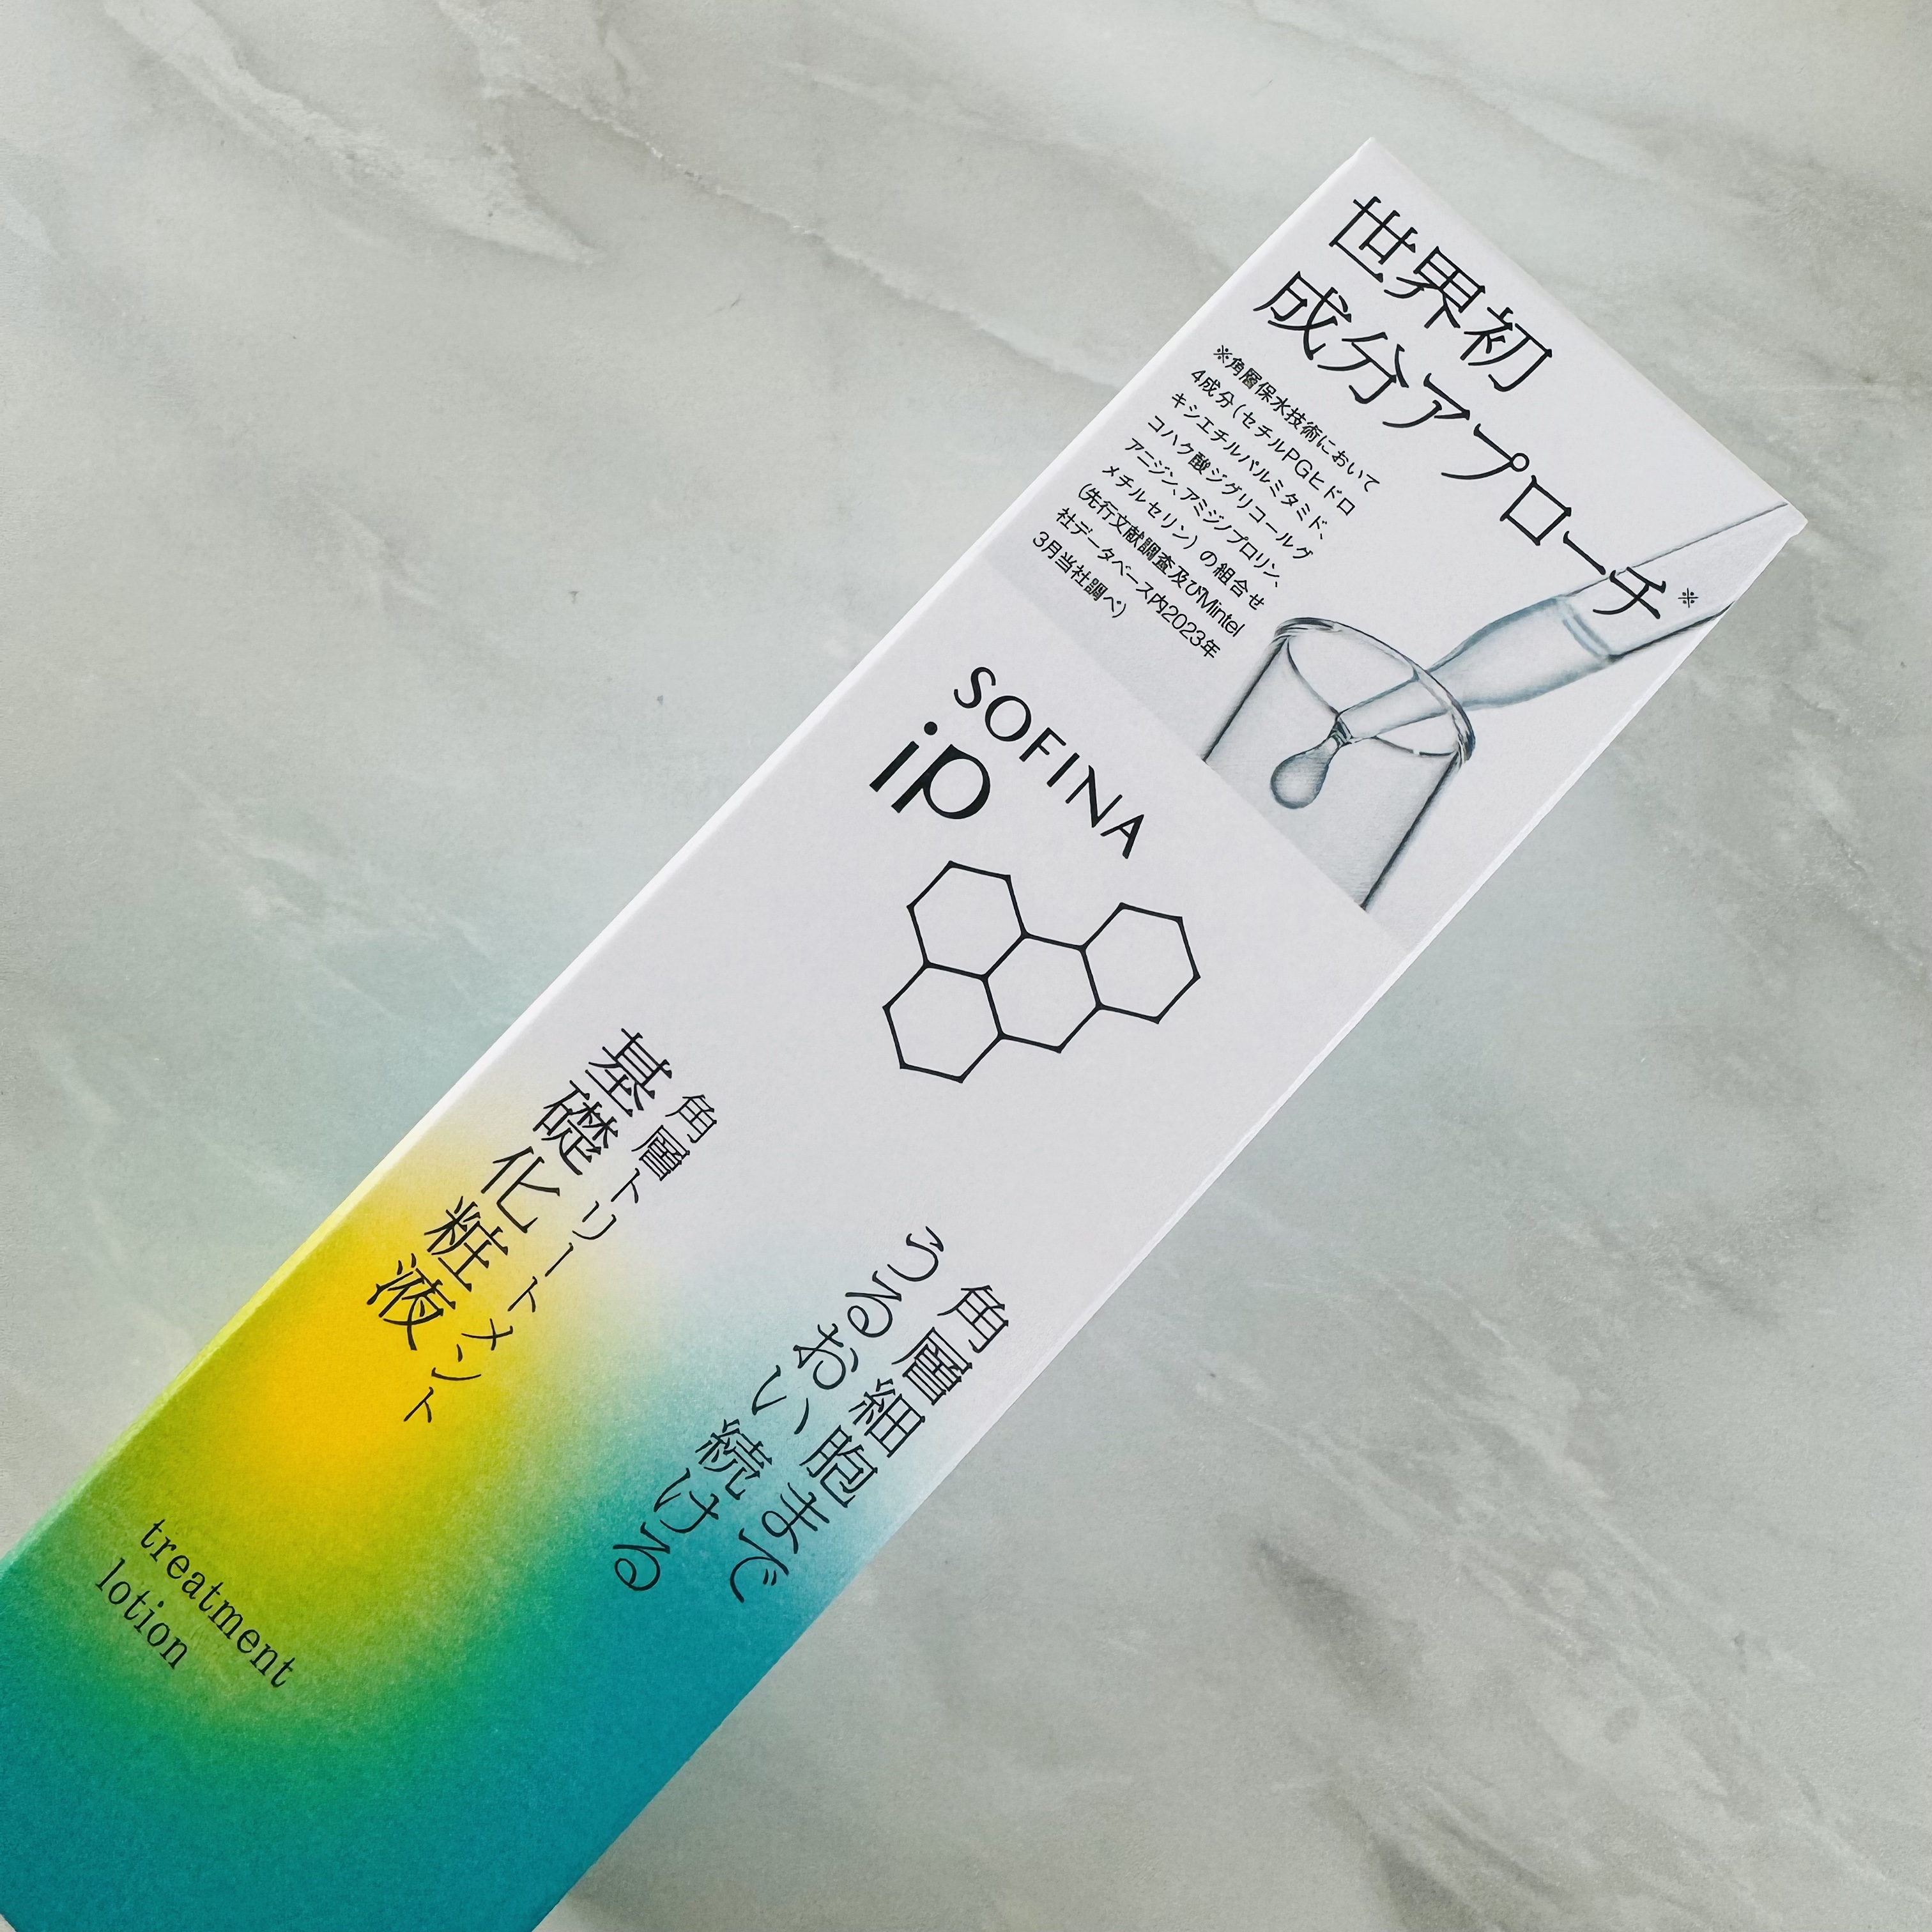 世界初
成分アプローチ※
※角層保水技術において
4成分(セチルPGヒドロ
キシエチルパルミタミド、
コハク酸ジグリコールグ
アニジン、アミジノプロリン、
メチルセリン)の組合せ
(先行文献調査及びMintel
社データベース内2023年
3月当社調べ)
SOFINA
ip
角層細胞まで
うるおい続ける
角層トリートメント
基礎化粧液
treatment
lotion